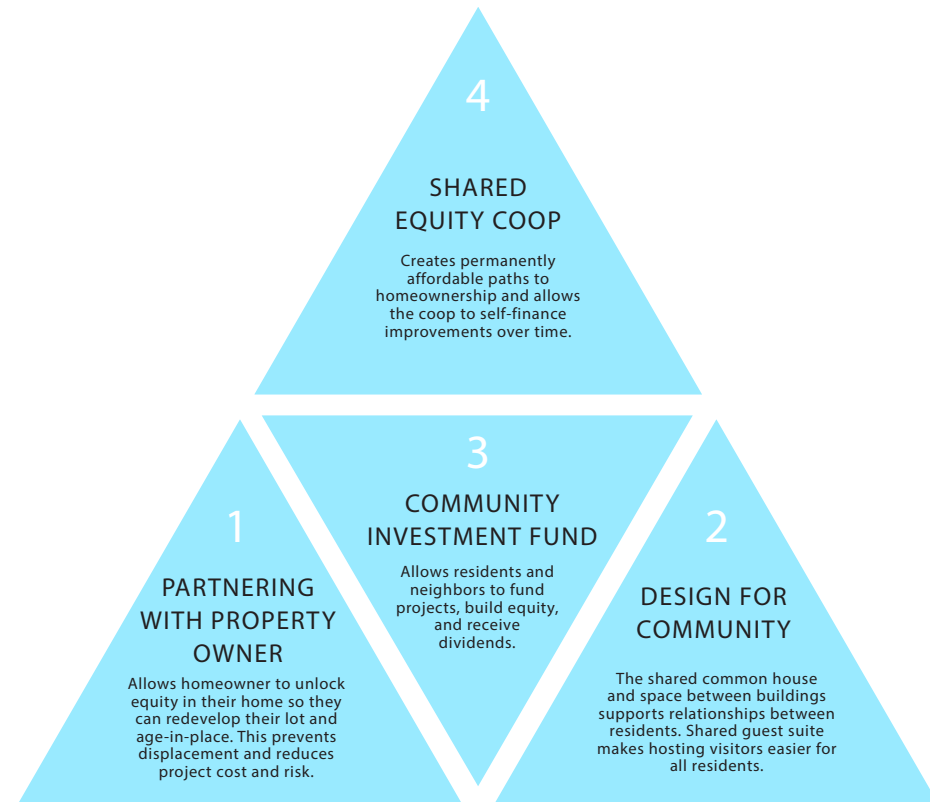 4
SHARED
EQUITY COOP
Creates permanently
affordable paths to
homeownership and allows
the coop to self-finance
improvements over time.
3
COMMUNITY
INVESTMENT FUND
Allows residents and
neighbors to fund
projects, build equity,
and receive
dividends.
1
PARTNERING
WITH PROPERTY
OWNER
Allows homeowner to unlock
equity in their home so they
can redevelop their lot and
age-in-place. This prevents
displacement and reduces
project cost and risk.
2
DESIGN FOR
COMMUNITY
The shared common house
and space between buildings
supports relationships between
residents. Shared guest suite
makes hosting visitors easier for
all residents.